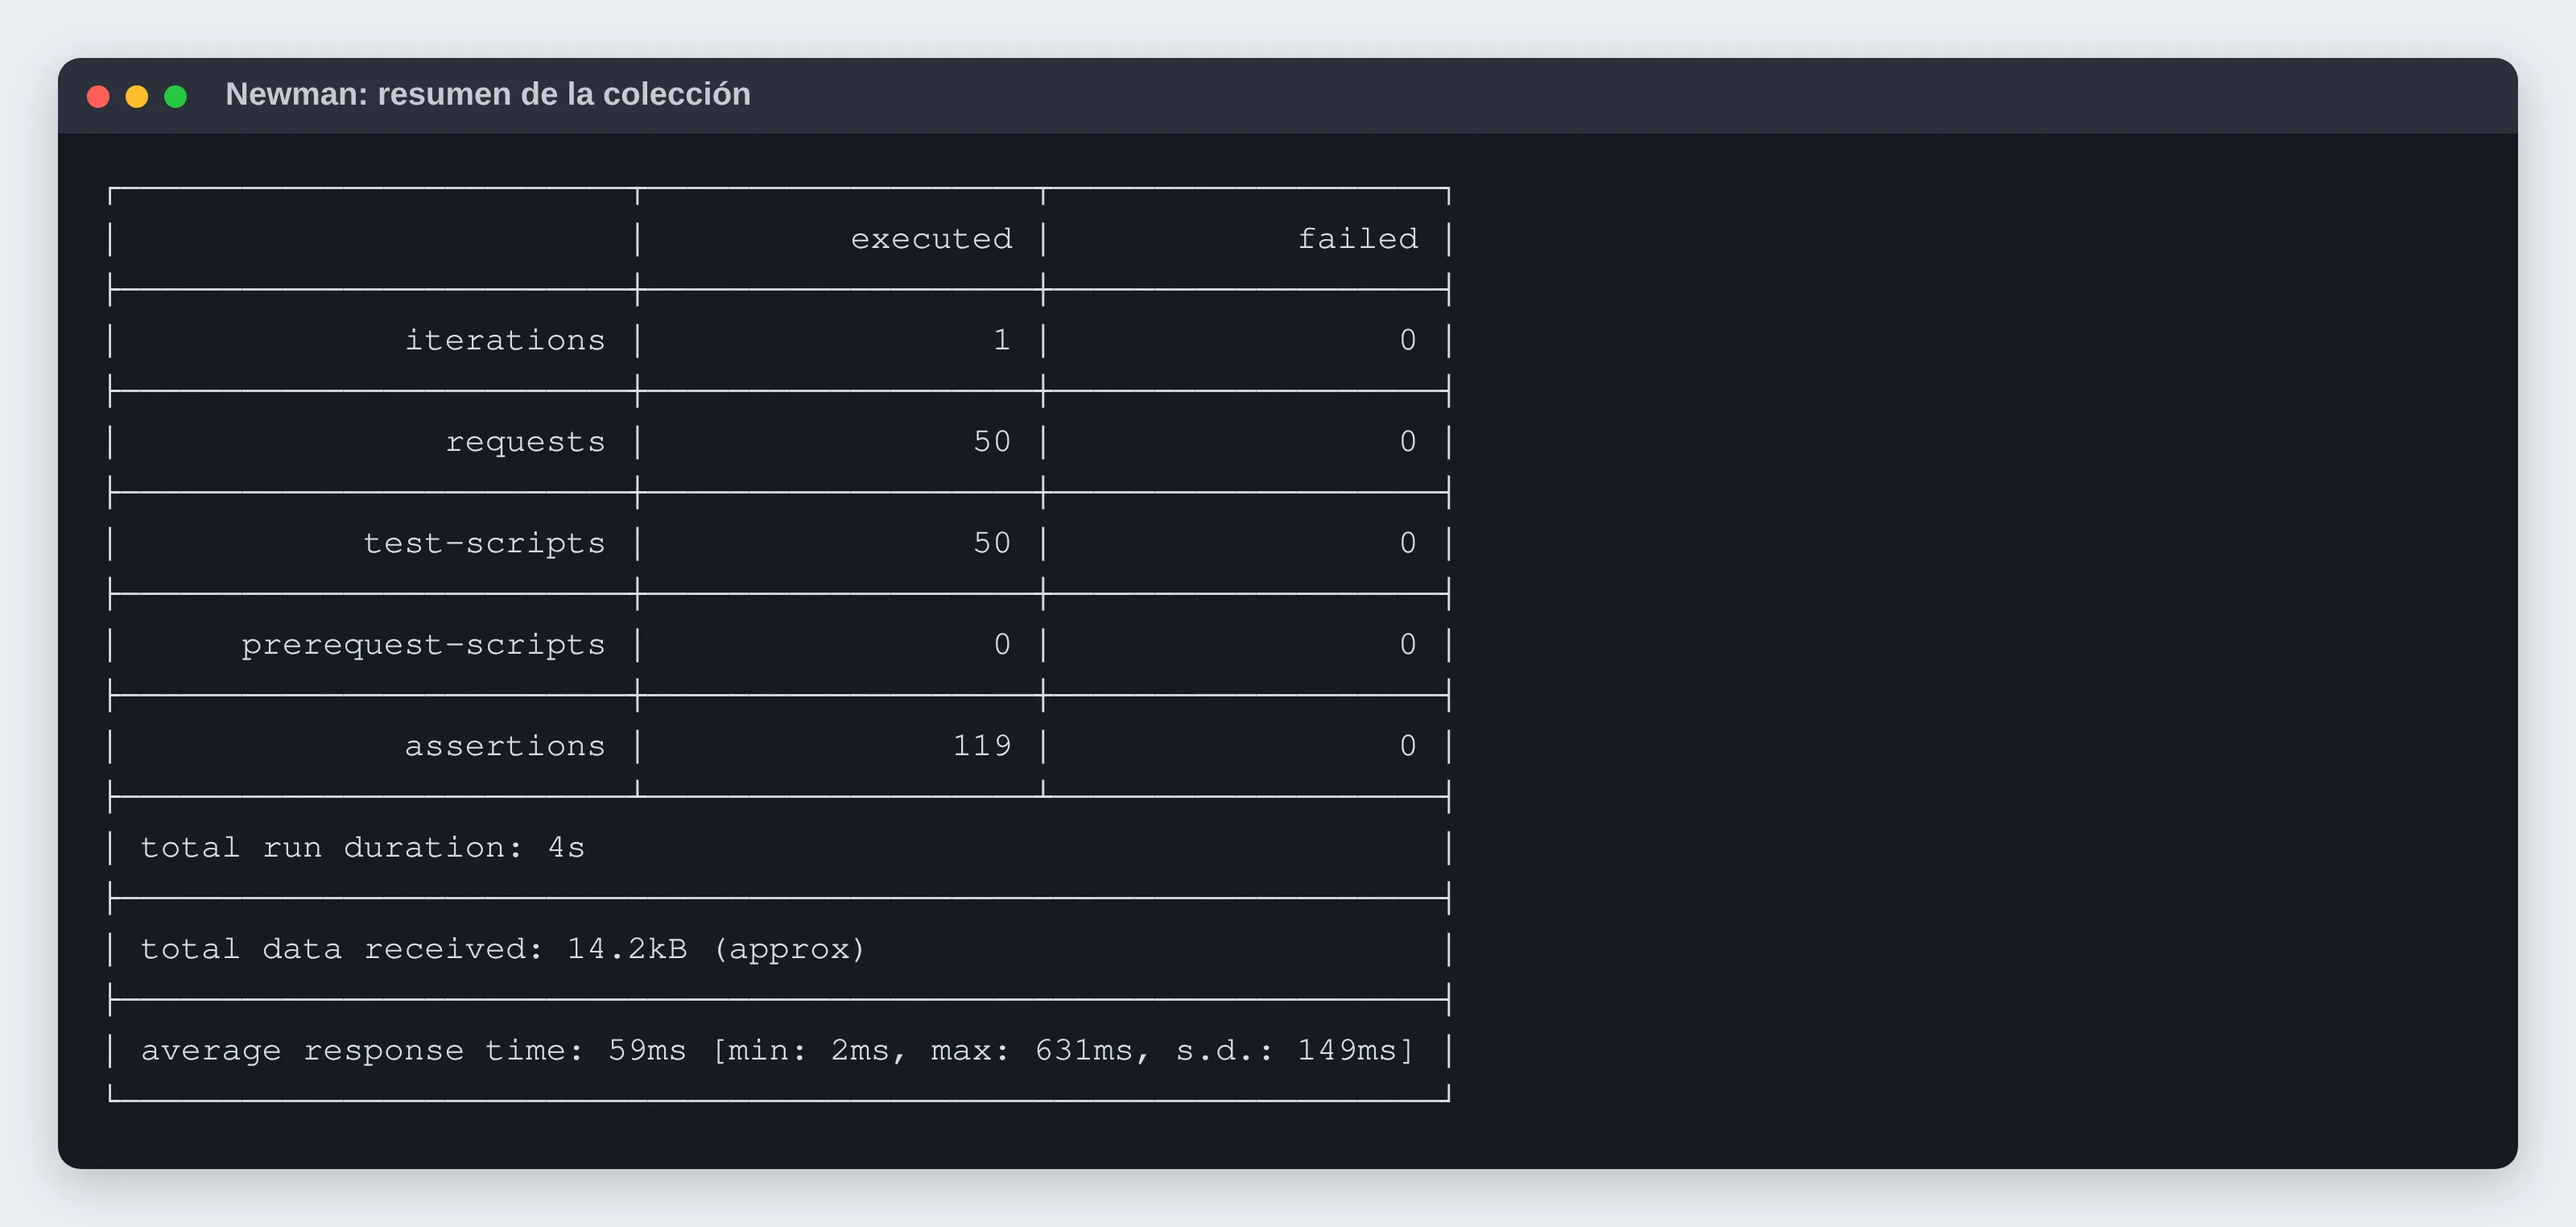 Newman: resumen de la colección
executed failed
iterations 1 0
requests 50 0
test-scripts 50 0
prerequest-scripts 0 0
assertions 119 0
total run duration: 4s
total data received: 14.2kB (approx)
average response time: 59ms [min: 2ms, max: 631ms, s.d.: 149ms]